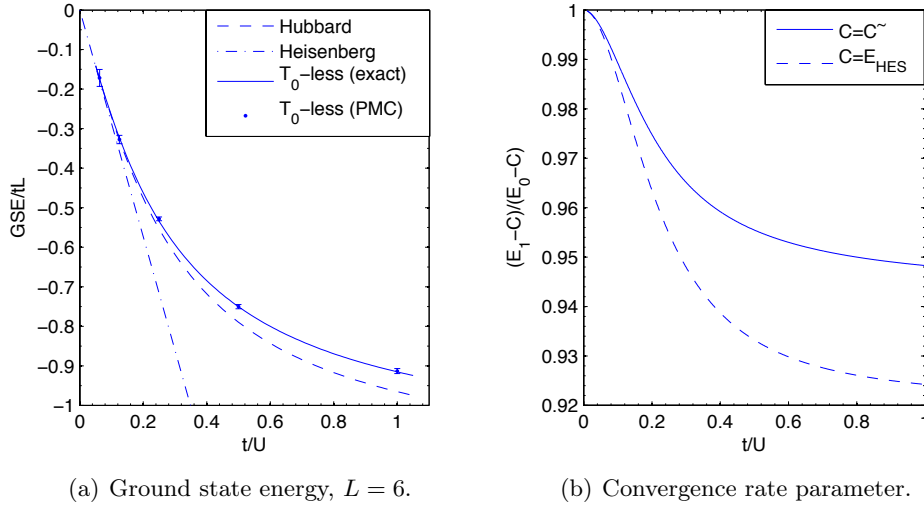 0
−0.1
−0.2
−0.3
−0.4
−0.5
−0.6
−0.7
−0.8
−0.9
−1
GSE/tL
0 0.2 0.4 0.6 0.8 1
t/U
Hubbard
Heisenberg
T0−less (exact)
T0−less (PMC)
(a) Ground state energy, L = 6.
1
0.99
0.98
0.97
0.96
0.95
0.94
0.93
0.92
(E1−C)/(E0−C)
0 0.2 0.4 0.6 0.8 1
t/U
C=C~
C=EHES
(b) Convergence rate parameter.